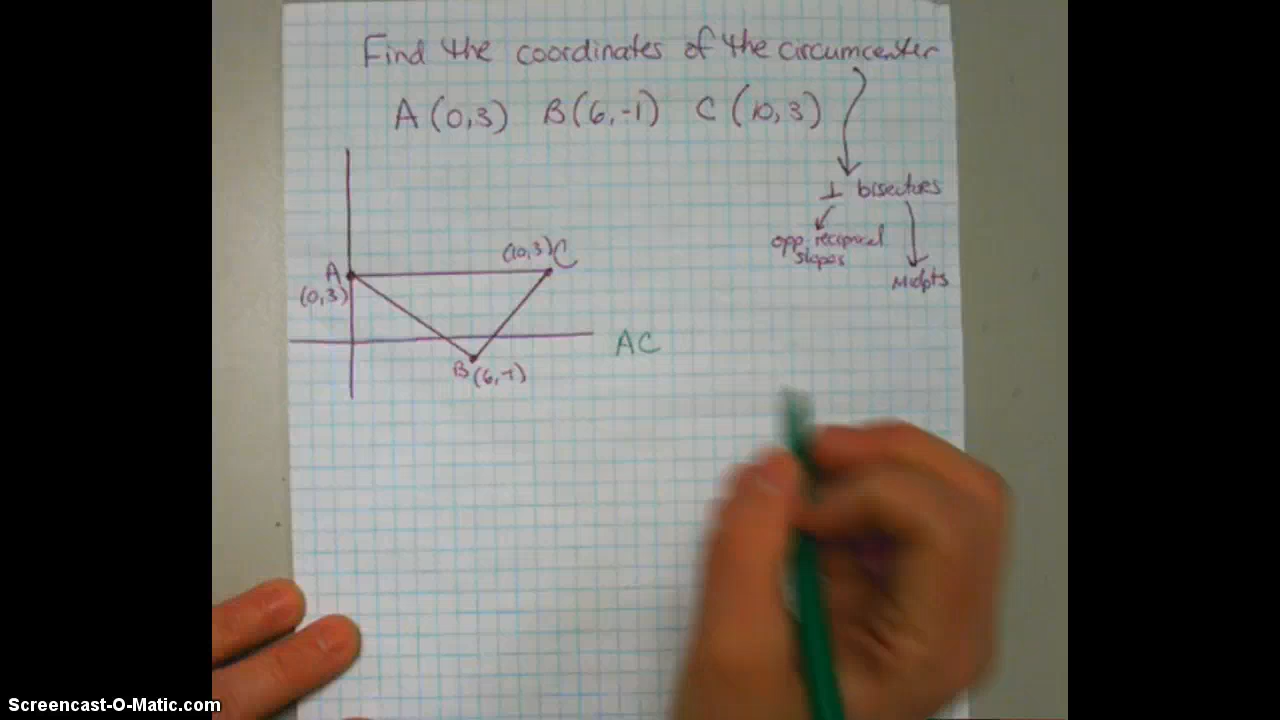 Find the coordinates of the circumcenter
A (0,3) B (6,-1) C (10,3)
⊥ bisectors
opp. reciprocal
slopes
Midpts
(10,3) C
A
(0,3)
AC
B (6,-1)
Screencast-O-Matic.com